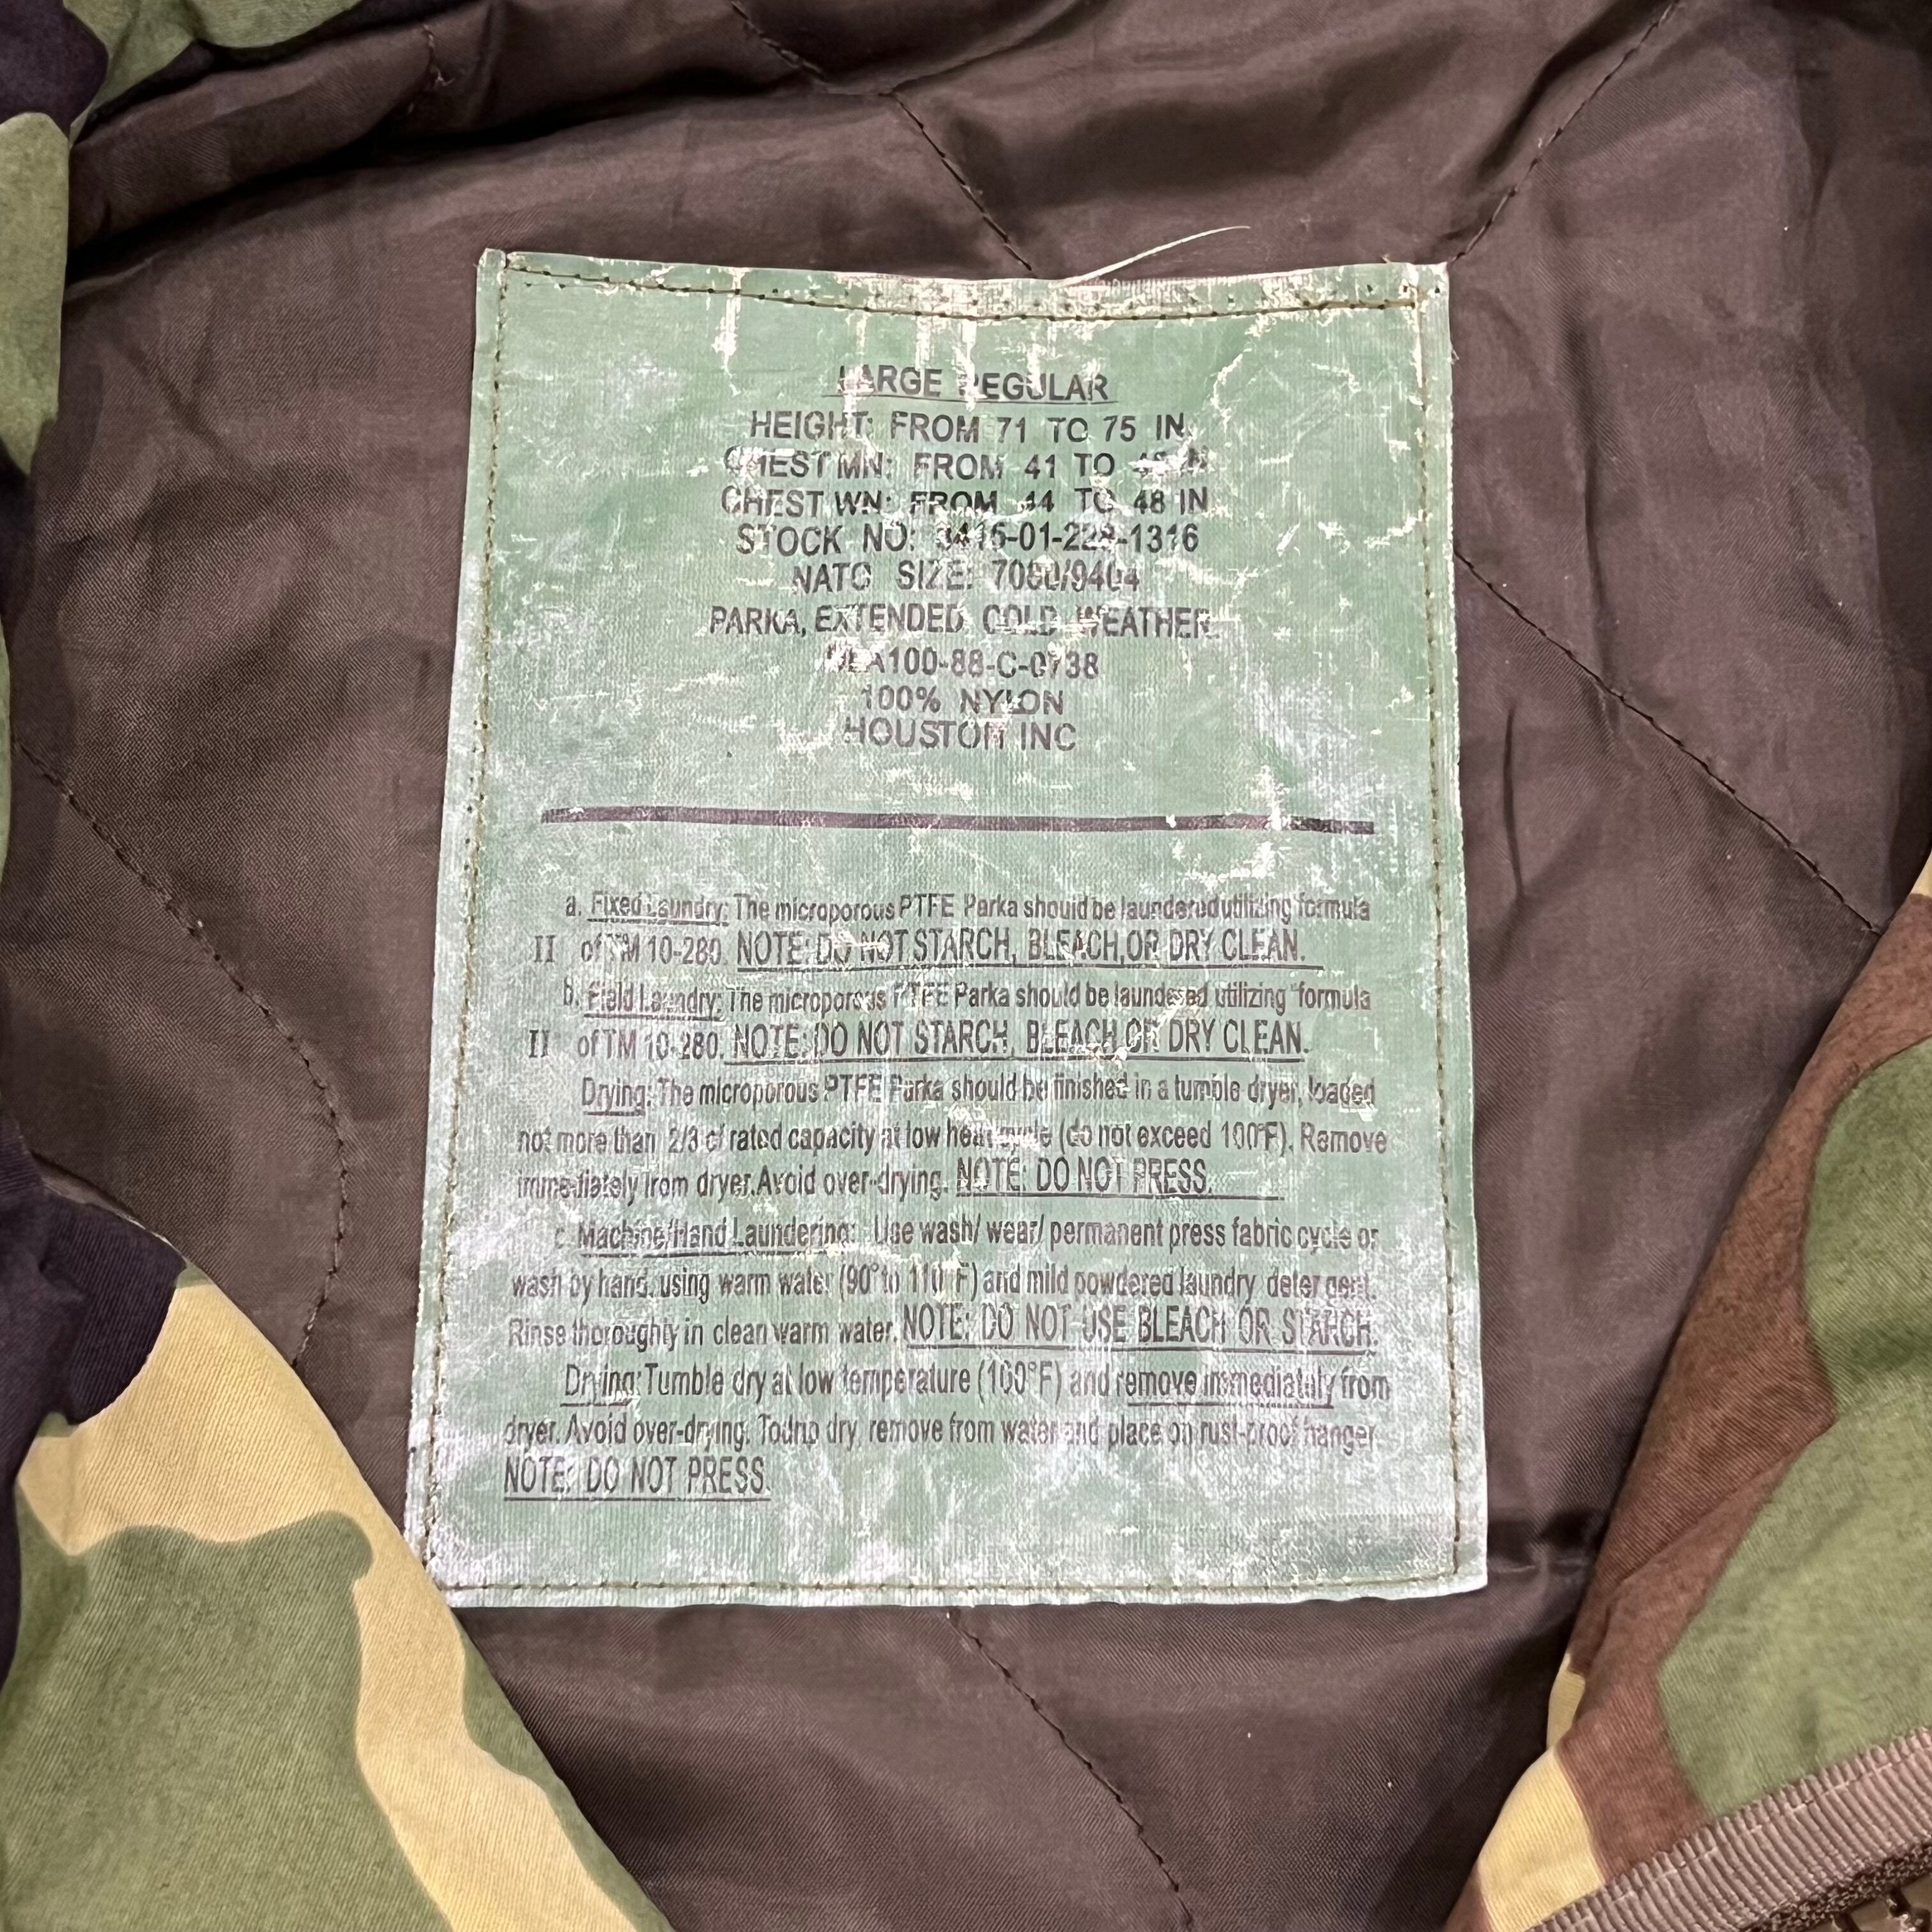 LARGE REGULAR
HEIGHT: FROM 71 TO 75 IN
CHEST MN: FROM 41 TO IN
CHEST WN: FROM 44 TO 48 IN
STOCK NO: 8415-01-228-1316
NATO SIZE: 7080/9404
PARKA, EXTENDED COLD WEATHER
DLA100-88-C-0738
100% NYLON
HOUSTON INC
a. Fixed Laundry: The microporous PTFE Parka should be laundered utilizing formula
II of TM 10-280. NOTE: DO NOT STARCH, BLEACH, OR DRY CLEAN.
b. Field Laundry: The microporous PTFE Parka should be laundered utilizing formula
II of TM 10-280. NOTE: DO NOT STARCH, BLEACH OR DRY CLEAN.
Drying: The microporous PTFE Parka should be finished in a tumble dryer, loaded
not more than 2/3 of rated capacity at low heat cycle (do not exceed 100°F). Remove
immediately from dryer. Avoid over-drying. NOTE: DO NOT PRESS.
c. Machine/Hand Laundering: Use wash/ wear/ permanent press fabric cycle or
wash by hand, using warm water (90° to 110°F) and mild powdered laundry detergent.
Rinse thoroughly in clean warm water. NOTE: DO NOT USE BLEACH OR STARCH.
Drying: Tumble dry at low temperature (100°F) and remove immediately from
dryer. Avoid over-drying. To drip dry, remove from water and place on rust-proof hanger.
NOTE: DO NOT PRESS.